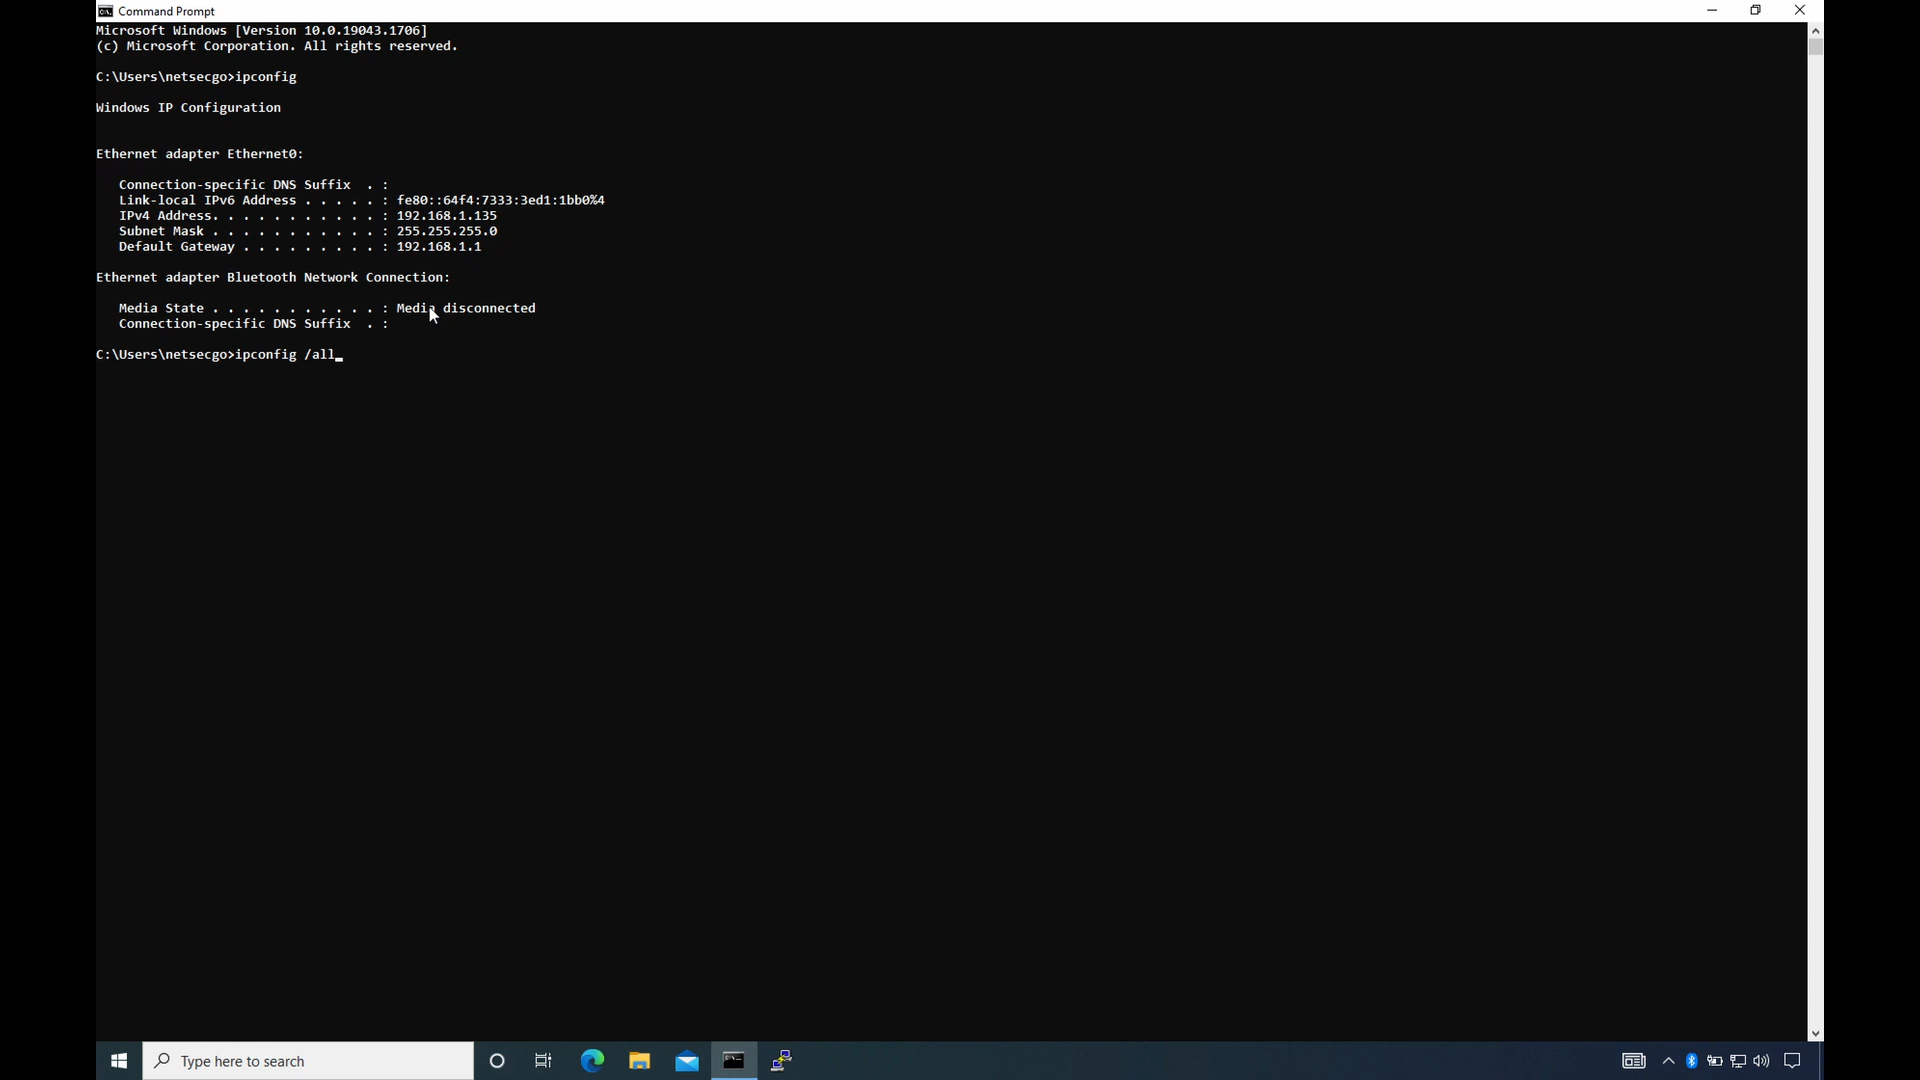 Command Prompt
Microsoft Windows [Version 10.0.19043.1706]
(c) Microsoft Corporation. All rights reserved.
C:\Users\netsecgo>ipconfig
Windows IP Configuration
Ethernet adapter Ethernet0:
   Connection-specific DNS Suffix  . :
   Link-local IPv6 Address . . . . . : fe80::64f4:7333:3ed1:1bb0%4
   IPv4 Address. . . . . . . . . . . : 192.168.1.135
   Subnet Mask . . . . . . . . . . . : 255.255.255.0
   Default Gateway . . . . . . . . . : 192.168.1.1
Ethernet adapter Bluetooth Network Connection:
   Media State . . . . . . . . . . . : Media disconnected
   Connection-specific DNS Suffix  . :
C:\Users\netsecgo>ipconfig /all_
Type here to search